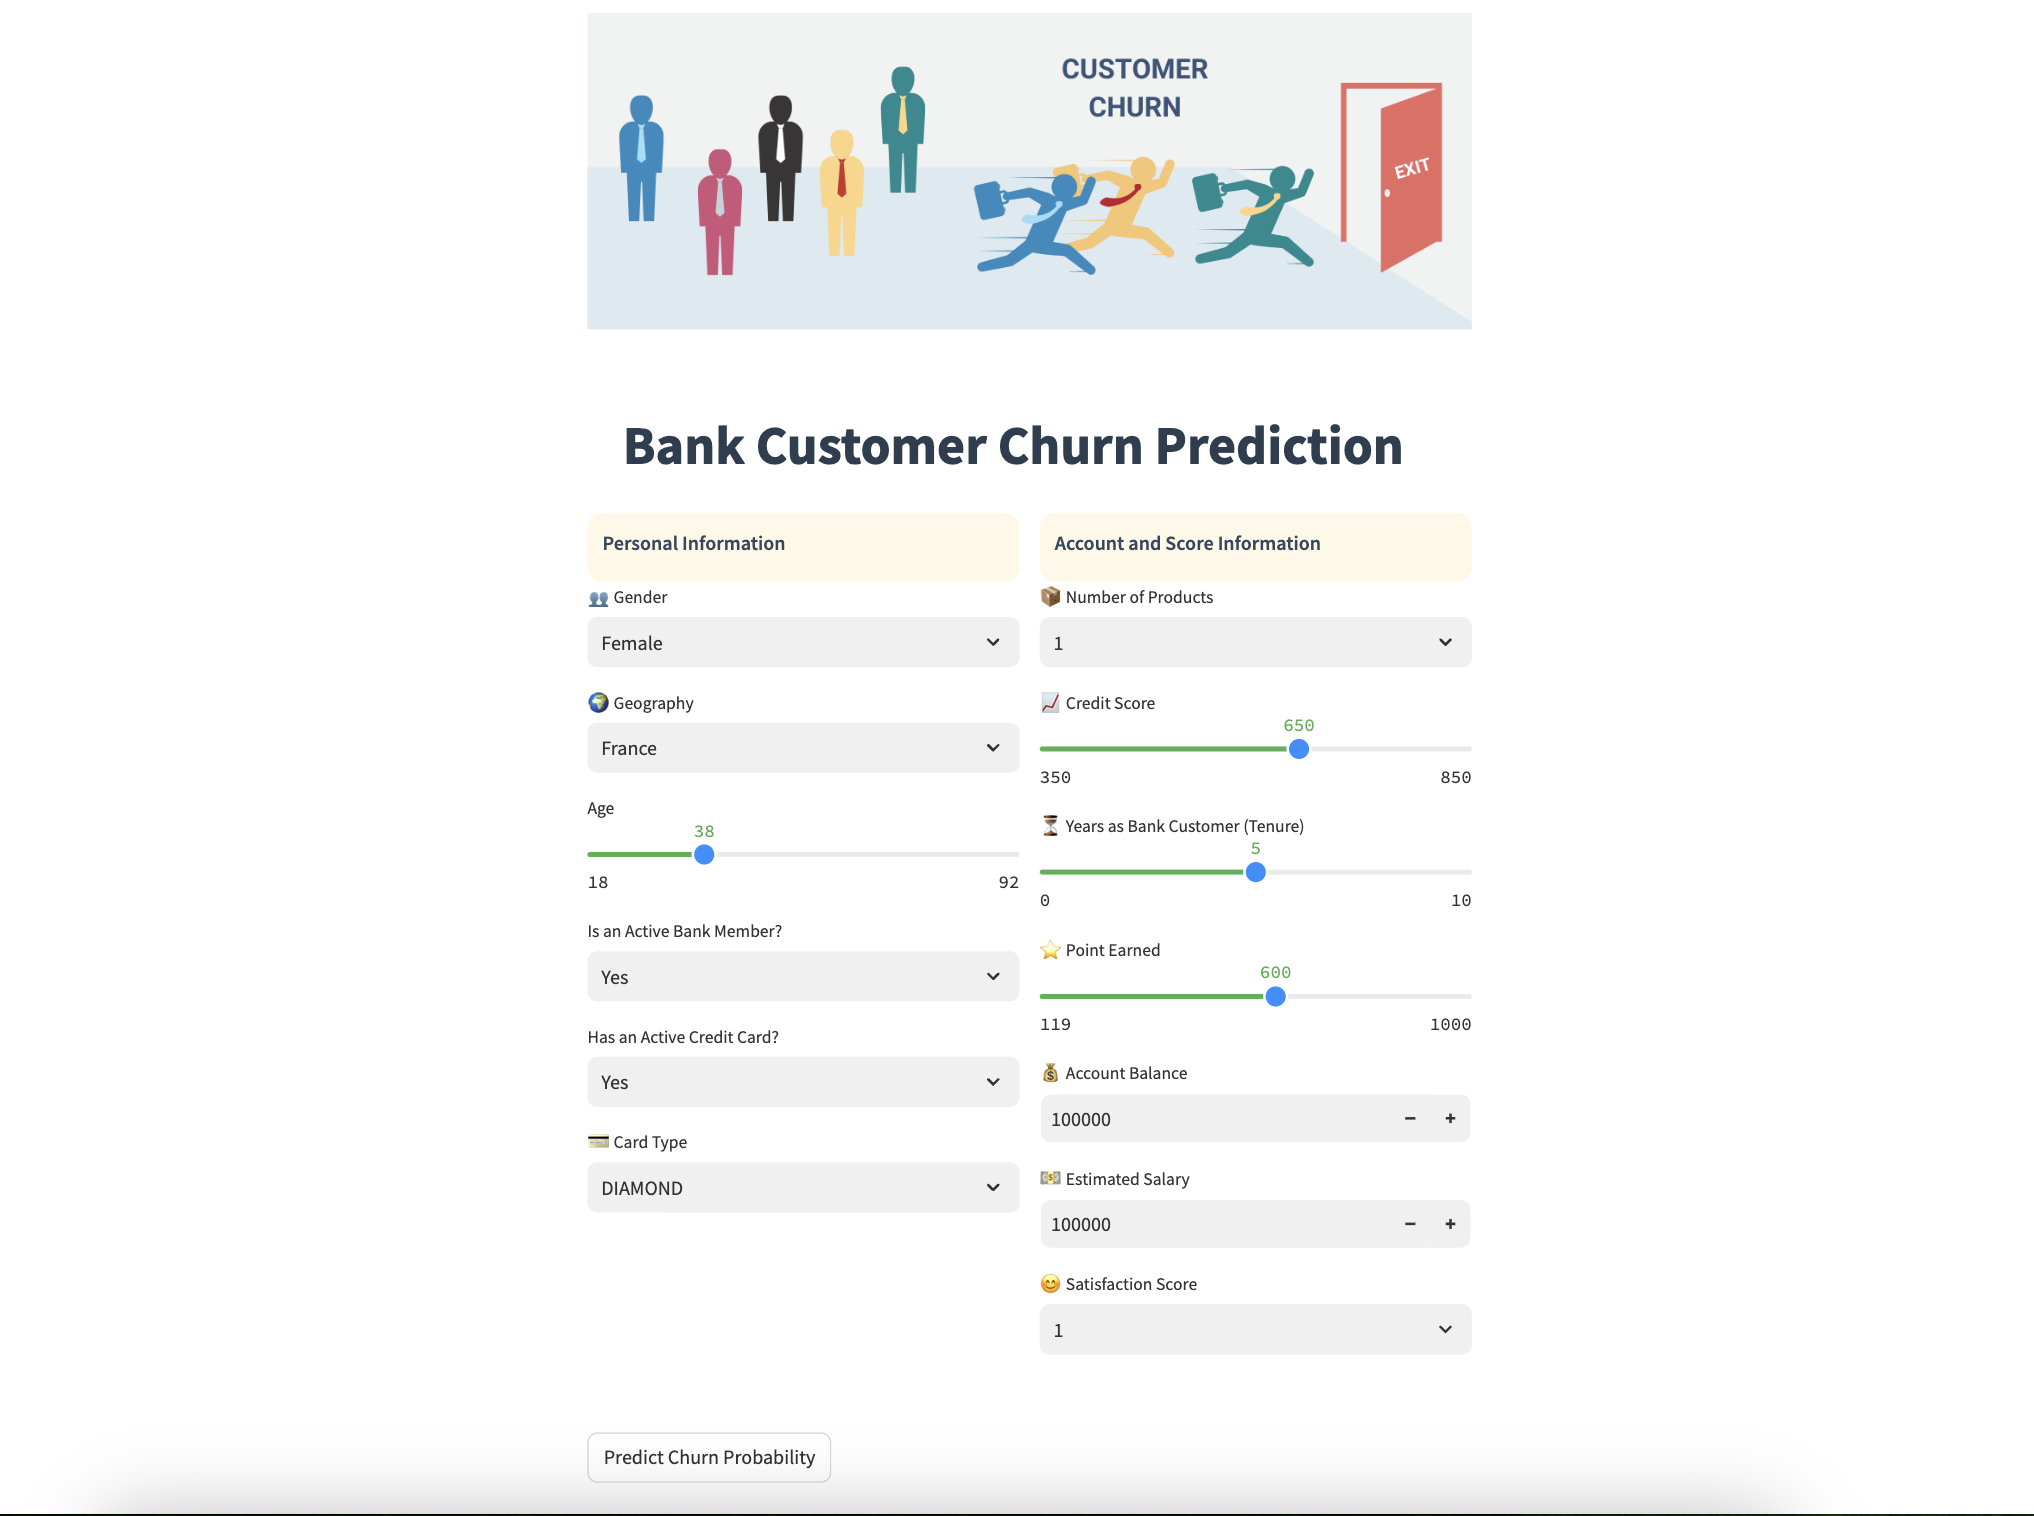 CUSTOMER
CHURN
EXIT
Bank Customer Churn Prediction
Personal Information
👥 Gender
Female
🌍 Geography
France
Age
38
18 92
Is an Active Bank Member?
Yes
Has an Active Credit Card?
Yes
💳 Card Type
DIAMOND
Account and Score Information
📦 Number of Products
1
📈 Credit Score
650
350 850
⏳ Years as Bank Customer (Tenure)
5
0 10
⭐ Point Earned
600
119 1000
💰 Account Balance
100000 − +
💵 Estimated Salary
100000 − +
😊 Satisfaction Score
1
Predict Churn Probability